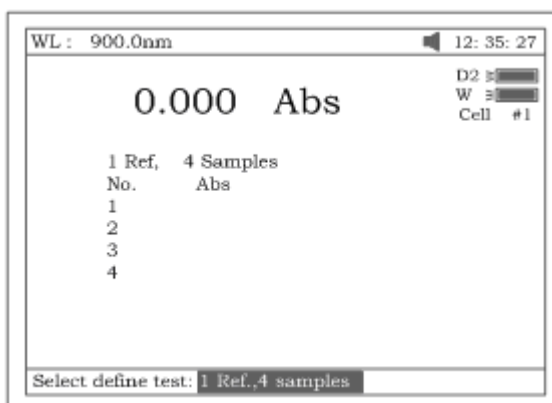 WL : 900.0nm 12: 35: 27
D2
W
Cell #1
0.000 Abs
1 Ref, 4 Samples
No. Abs
1
2
3
4
Select define test: 1 Ref.,4 samples